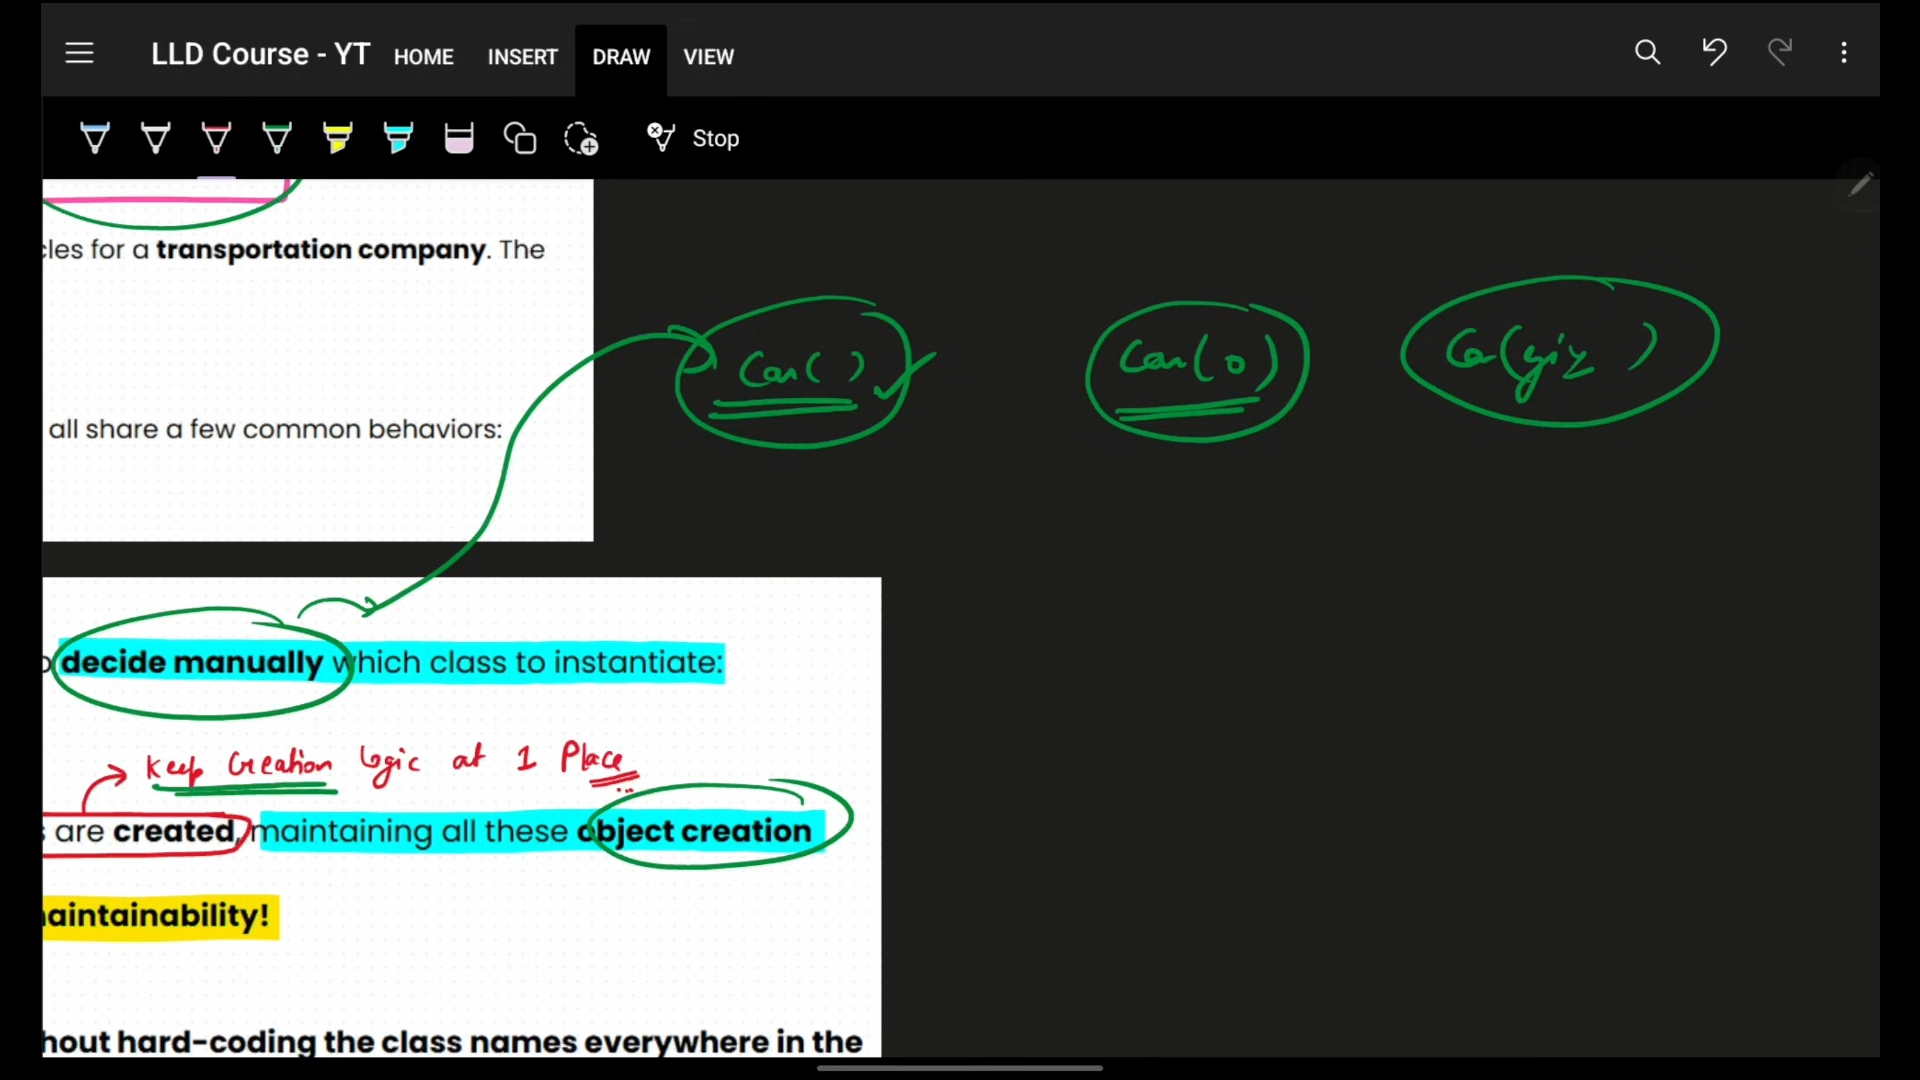 LLD Course - YT HOME INSERT DRAW VIEW
Stop
cles for a transportation company. The
Car( )
Car(0)
all share a few common behaviors:
decide manually which class to instantiate:
Keep Creation Logic at 1 Place
are created, maintaining all these object creation
aintainability!
hout hard-coding the class names everywhere in the